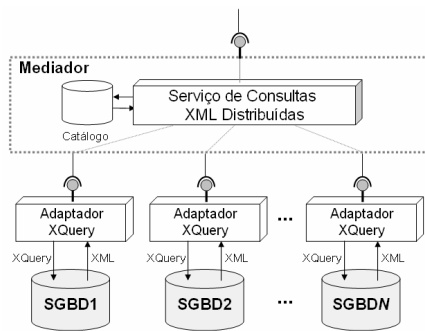 Mediador
Serviço de Consultas
XML Distribuídas
Catálogo
Adaptador
XQuery
Adaptador
XQuery
...
Adaptador
XQuery
XQuery
XML
XQuery
XML
XQuery
XML
SGBD1
SGBD2
...
SGBDN